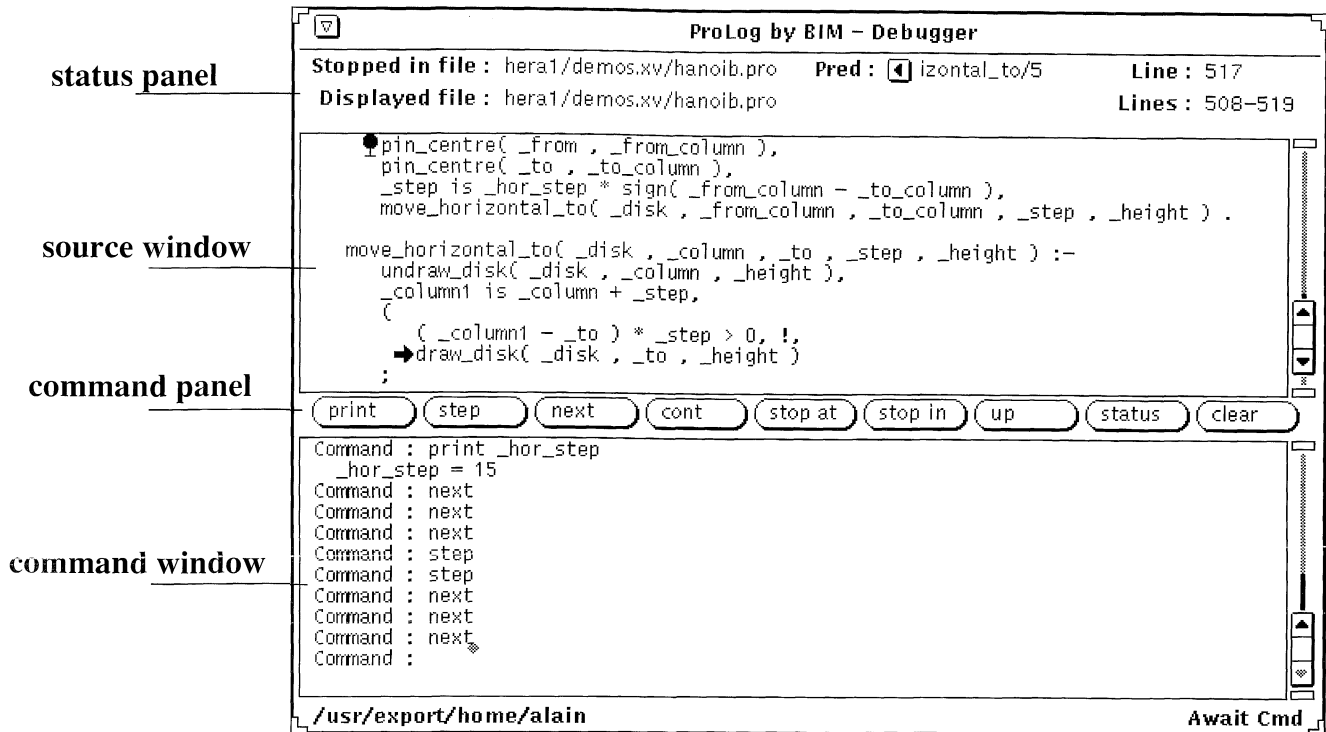 ProLog by BIM – Debugger
status panel
Stopped in file : hera1/demos.xv/hanoib.pro Pred : izontal_to/5 Line : 517
Displayed file : hera1/demos.xv/hanoib.pro Lines : 508–519
source window
pin_centre( _from , _from_column ),
pin_centre( _to , _to_column ),
_step is _hor_step * sign( _from_column – _to_column ),
move_horizontal_to( _disk , _from_column , _to_column , _step , _height ) .
move_horizontal_to( _disk , _column , _to , _step , _height ) :–
undraw_disk( _disk , _column , _height ),
_column1 is _column + _step,
(
( _column1 – _to ) * _step > 0, !,
draw_disk( _disk , _to , _height )
;
command panel
print step next cont stop at stop in up status clear
command window
Command : print _hor_step
_hor_step = 15
Command : next
Command : next
Command : next
Command : step
Command : step
Command : next
Command : next
Command : next
Command :
/usr/export/home/alain Await Cmd